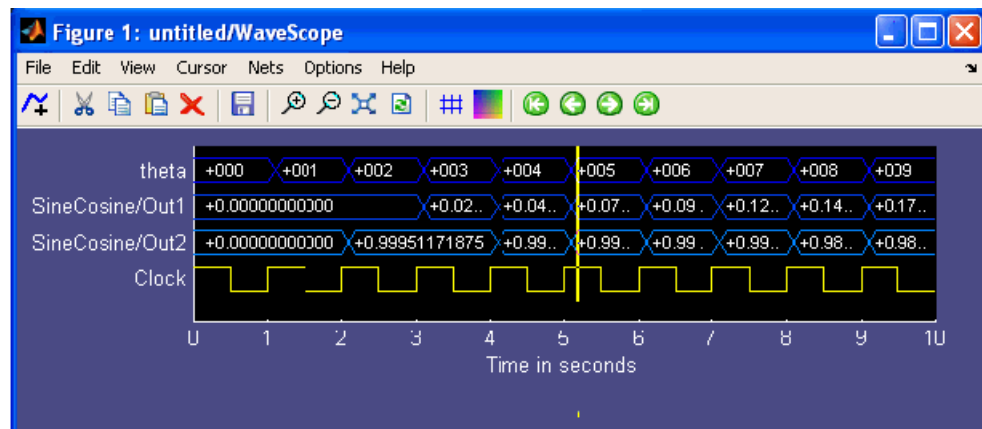 Figure 1: untitled/WaveScope
File Edit View Cursor Nets Options Help
theta +000 +001 +002 +003 +004 +005 +006 +007 +008 +009
SineCosine/Out1 +0.00000000000 +0.02.. +0.04.. +0.07.. +0.09 . +0.12.. +0.14.. +0.17..
SineCosine/Out2 +0.00000000000 +0.99951171875 +0.99.. +0.99.. +0.99 . +0.99.. +0.98.. +0.98..
Clock
0 1 2 3 4 5 6 7 8 9 10
Time in seconds